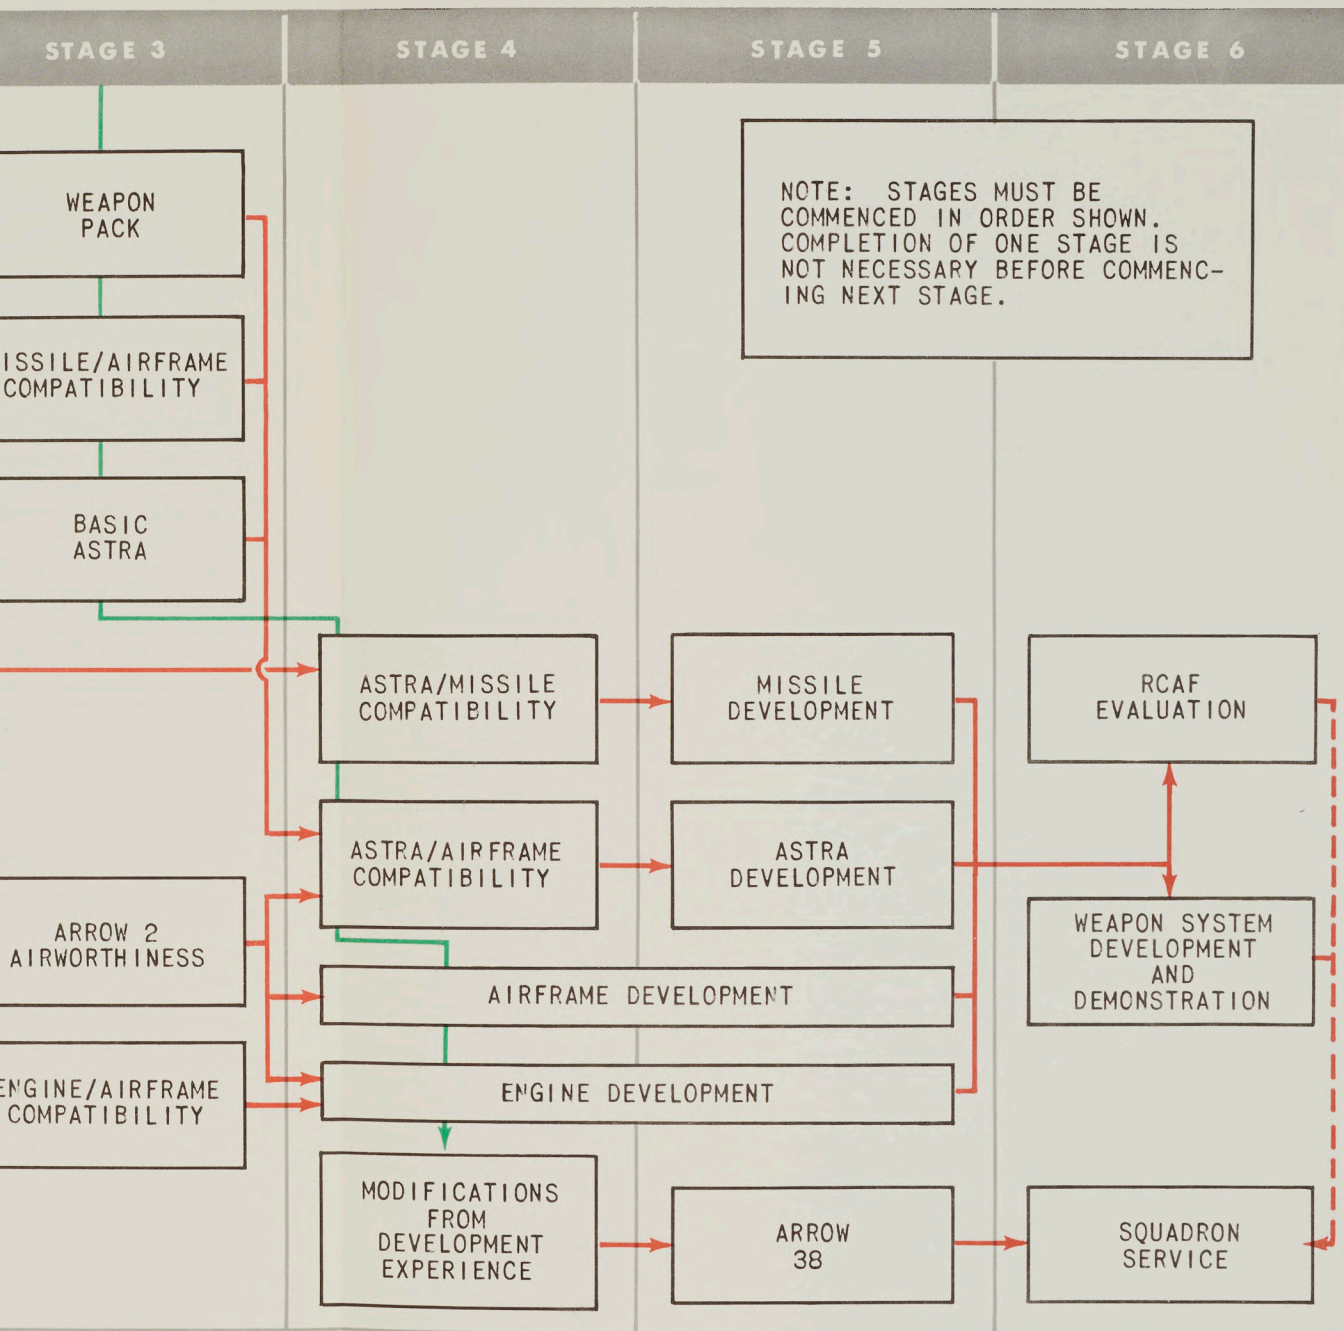 STAGE 3
STAGE 4
STAGE 5
STAGE 6
NOTE: STAGES MUST BE
COMMENCED IN ORDER SHOWN.
COMPLETION OF ONE STAGE IS
NOT NECESSARY BEFORE COMMENC-
ING NEXT STAGE.
WEAPON
PACK
ISSILE/AIRFRAME
COMPATIBILITY
BASIC
ASTRA
ASTRA/MISSILE
COMPATIBILITY
MISSILE
DEVELOPMENT
RCAF
EVALUATION
ASTRA/AIRFRAME
COMPATIBILITY
ASTRA
DEVELOPMENT
ARROW 2
AIRWORTHINESS
WEAPON SYSTEM
DEVELOPMENT
AND
DEMONSTRATION
AIRFRAME DEVELOPMENT
ENGINE/AIRFRAME
COMPATIBILITY
ENGINE DEVELOPMENT
MODIFICATIONS
FROM
DEVELOPMENT
EXPERIENCE
ARROW
38
SQUADRON
SERVICE